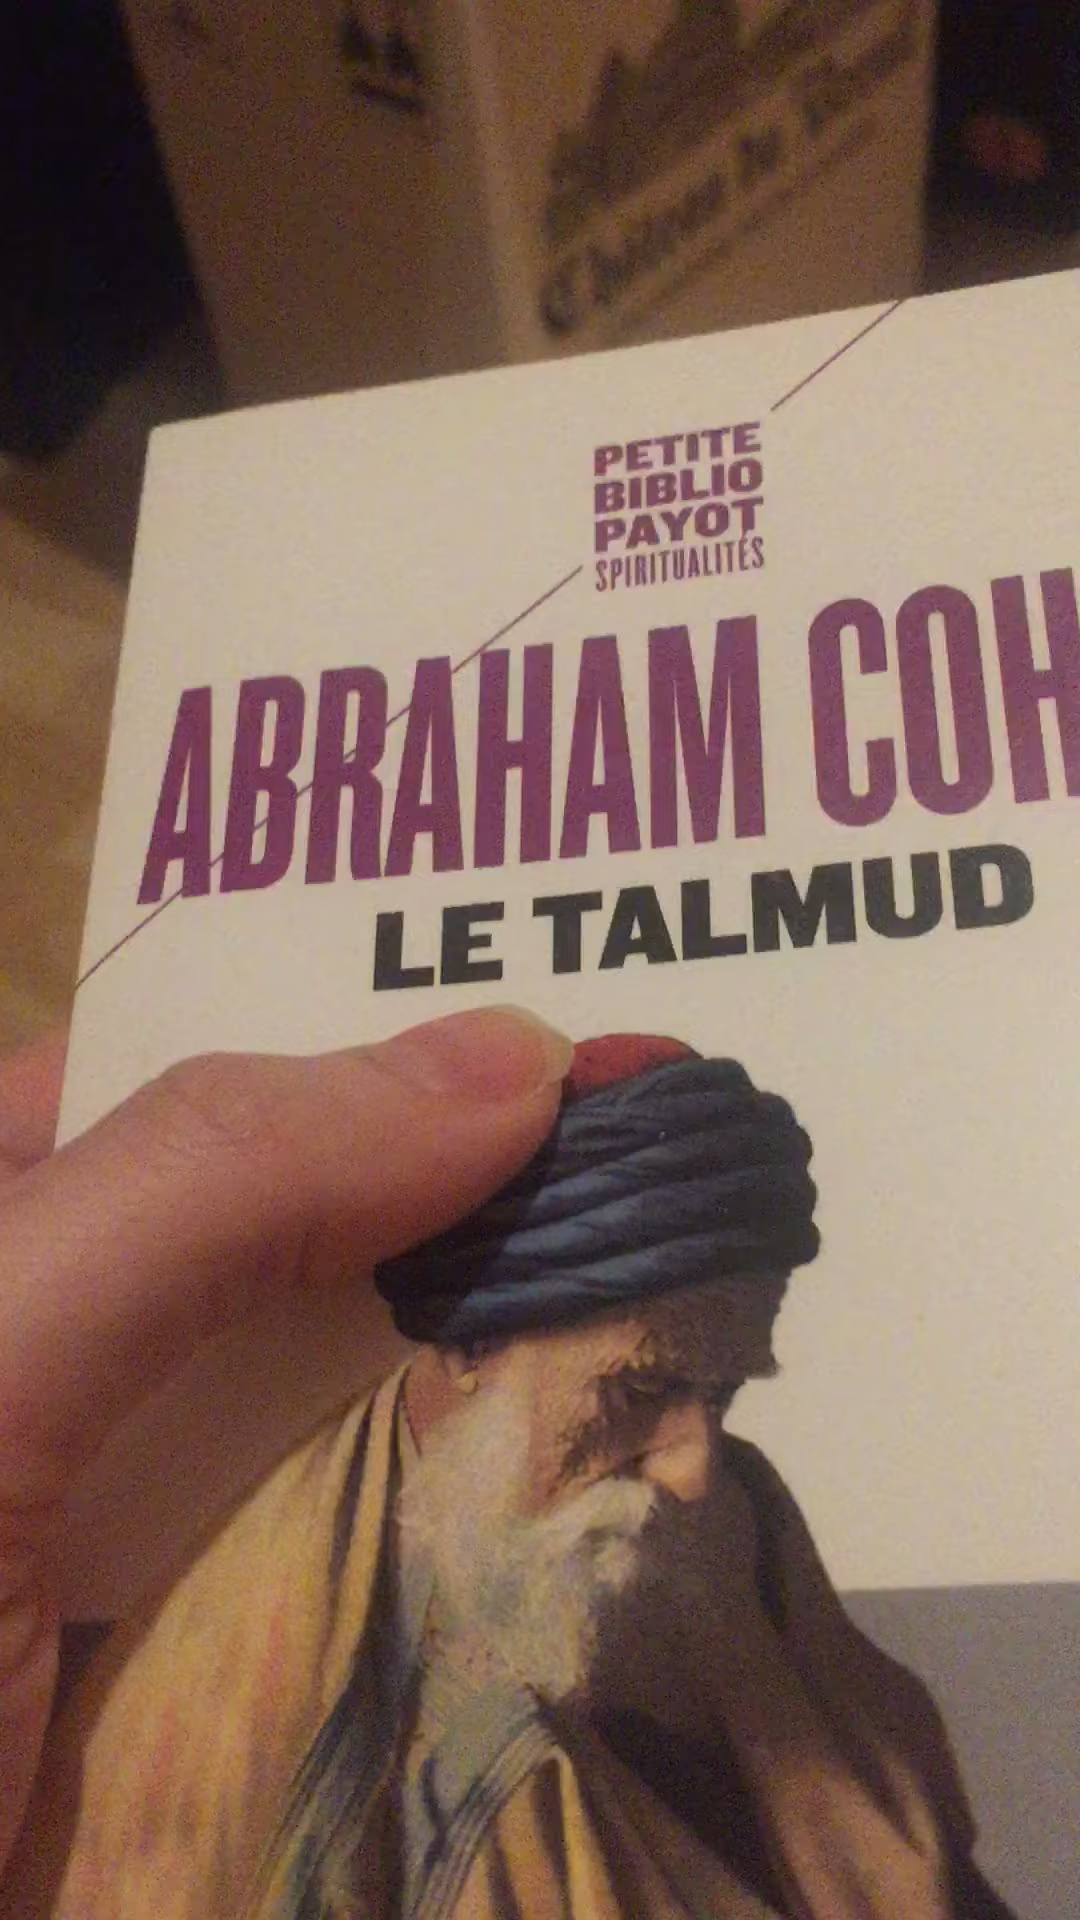 PETITE
BIBLIO
PAYOT
SPIRITUALITÉS
ABRAHAM COH
LE TALMUD